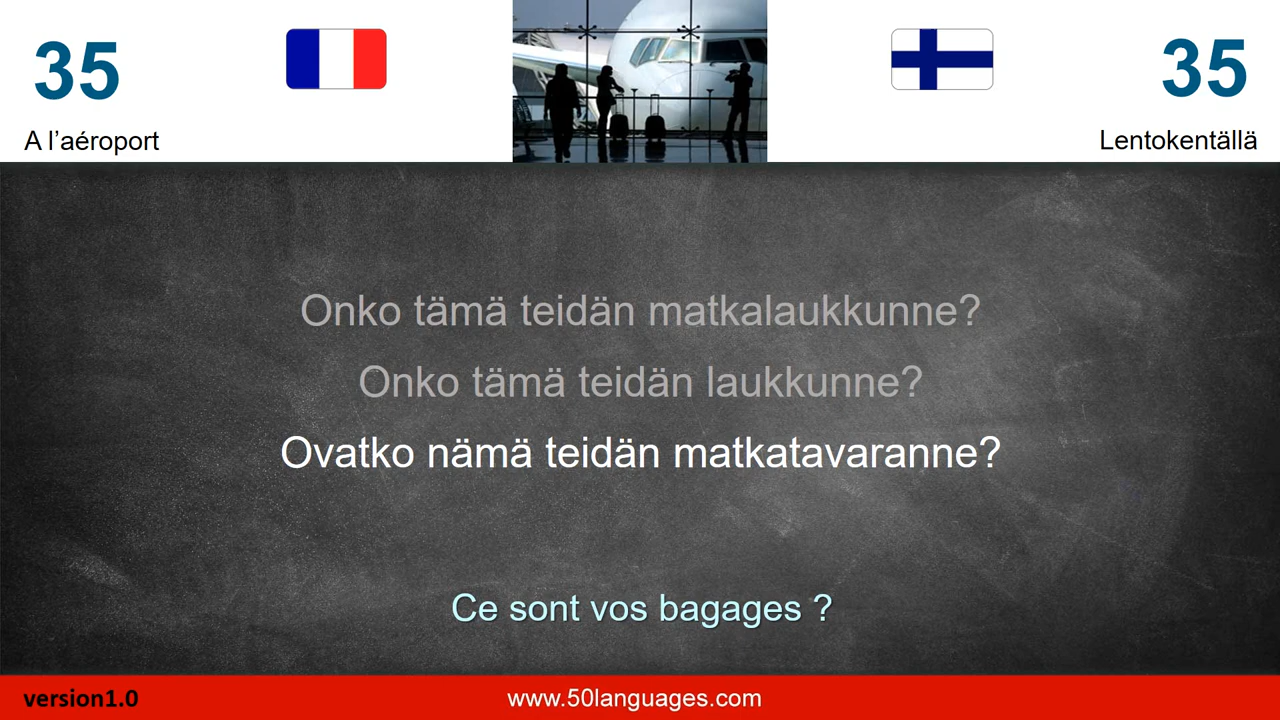 35
35
A l’aéroport
Lentokentällä
Onko tämä teidän matkalaukkunne?
Onko tämä teidän laukkunne?
Ovatko nämä teidän matkatavaranne?
Ce sont vos bagages ?
version1.0
www.50languages.com